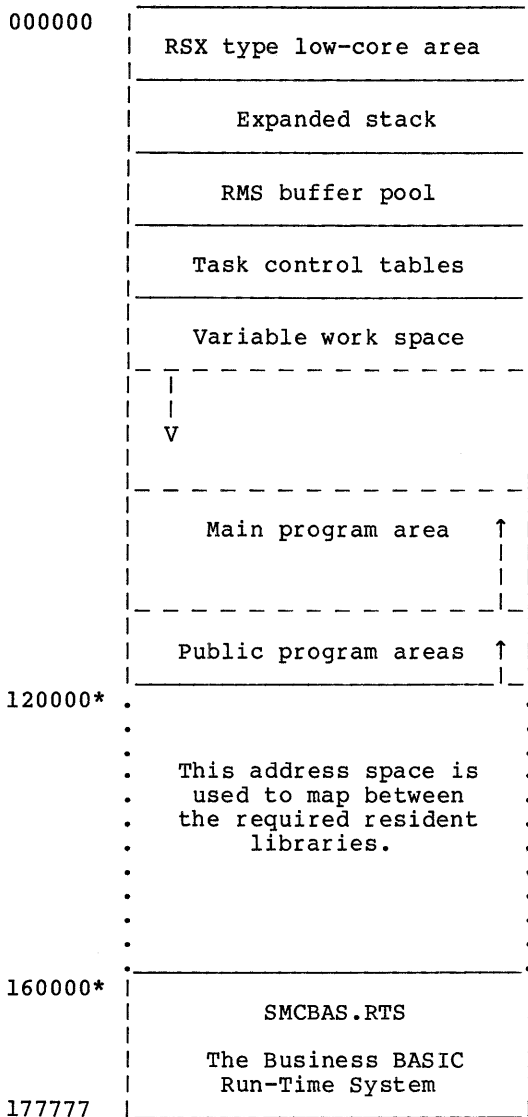 000000
RSX type low-core area
Expanded stack
RMS buffer pool
Task control tables
Variable work space
V
Main program area ↑
Public program areas ↑
120000*
This address space is
used to map between
the required resident
libraries.
160000*
SMCBAS.RTS
The Business BASIC
Run-Time System
177777